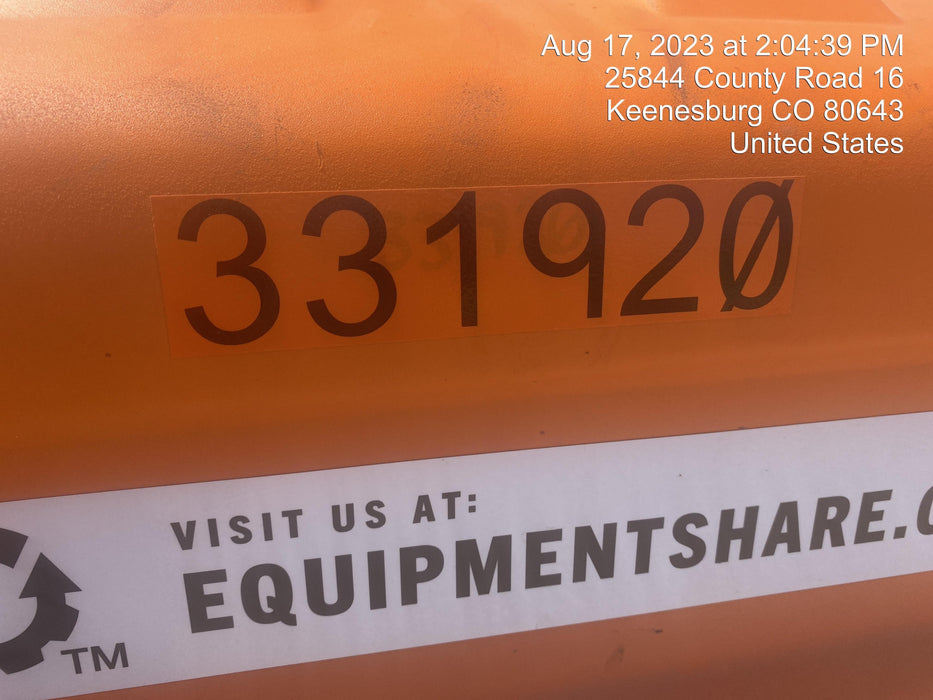 Aug 17, 2023 at 2:04:39 PM
25844 County Road 16
Keenesburg CO 80643
United States
331920
VISIT US AT:
EQUIPMENTSHARE.C
TM